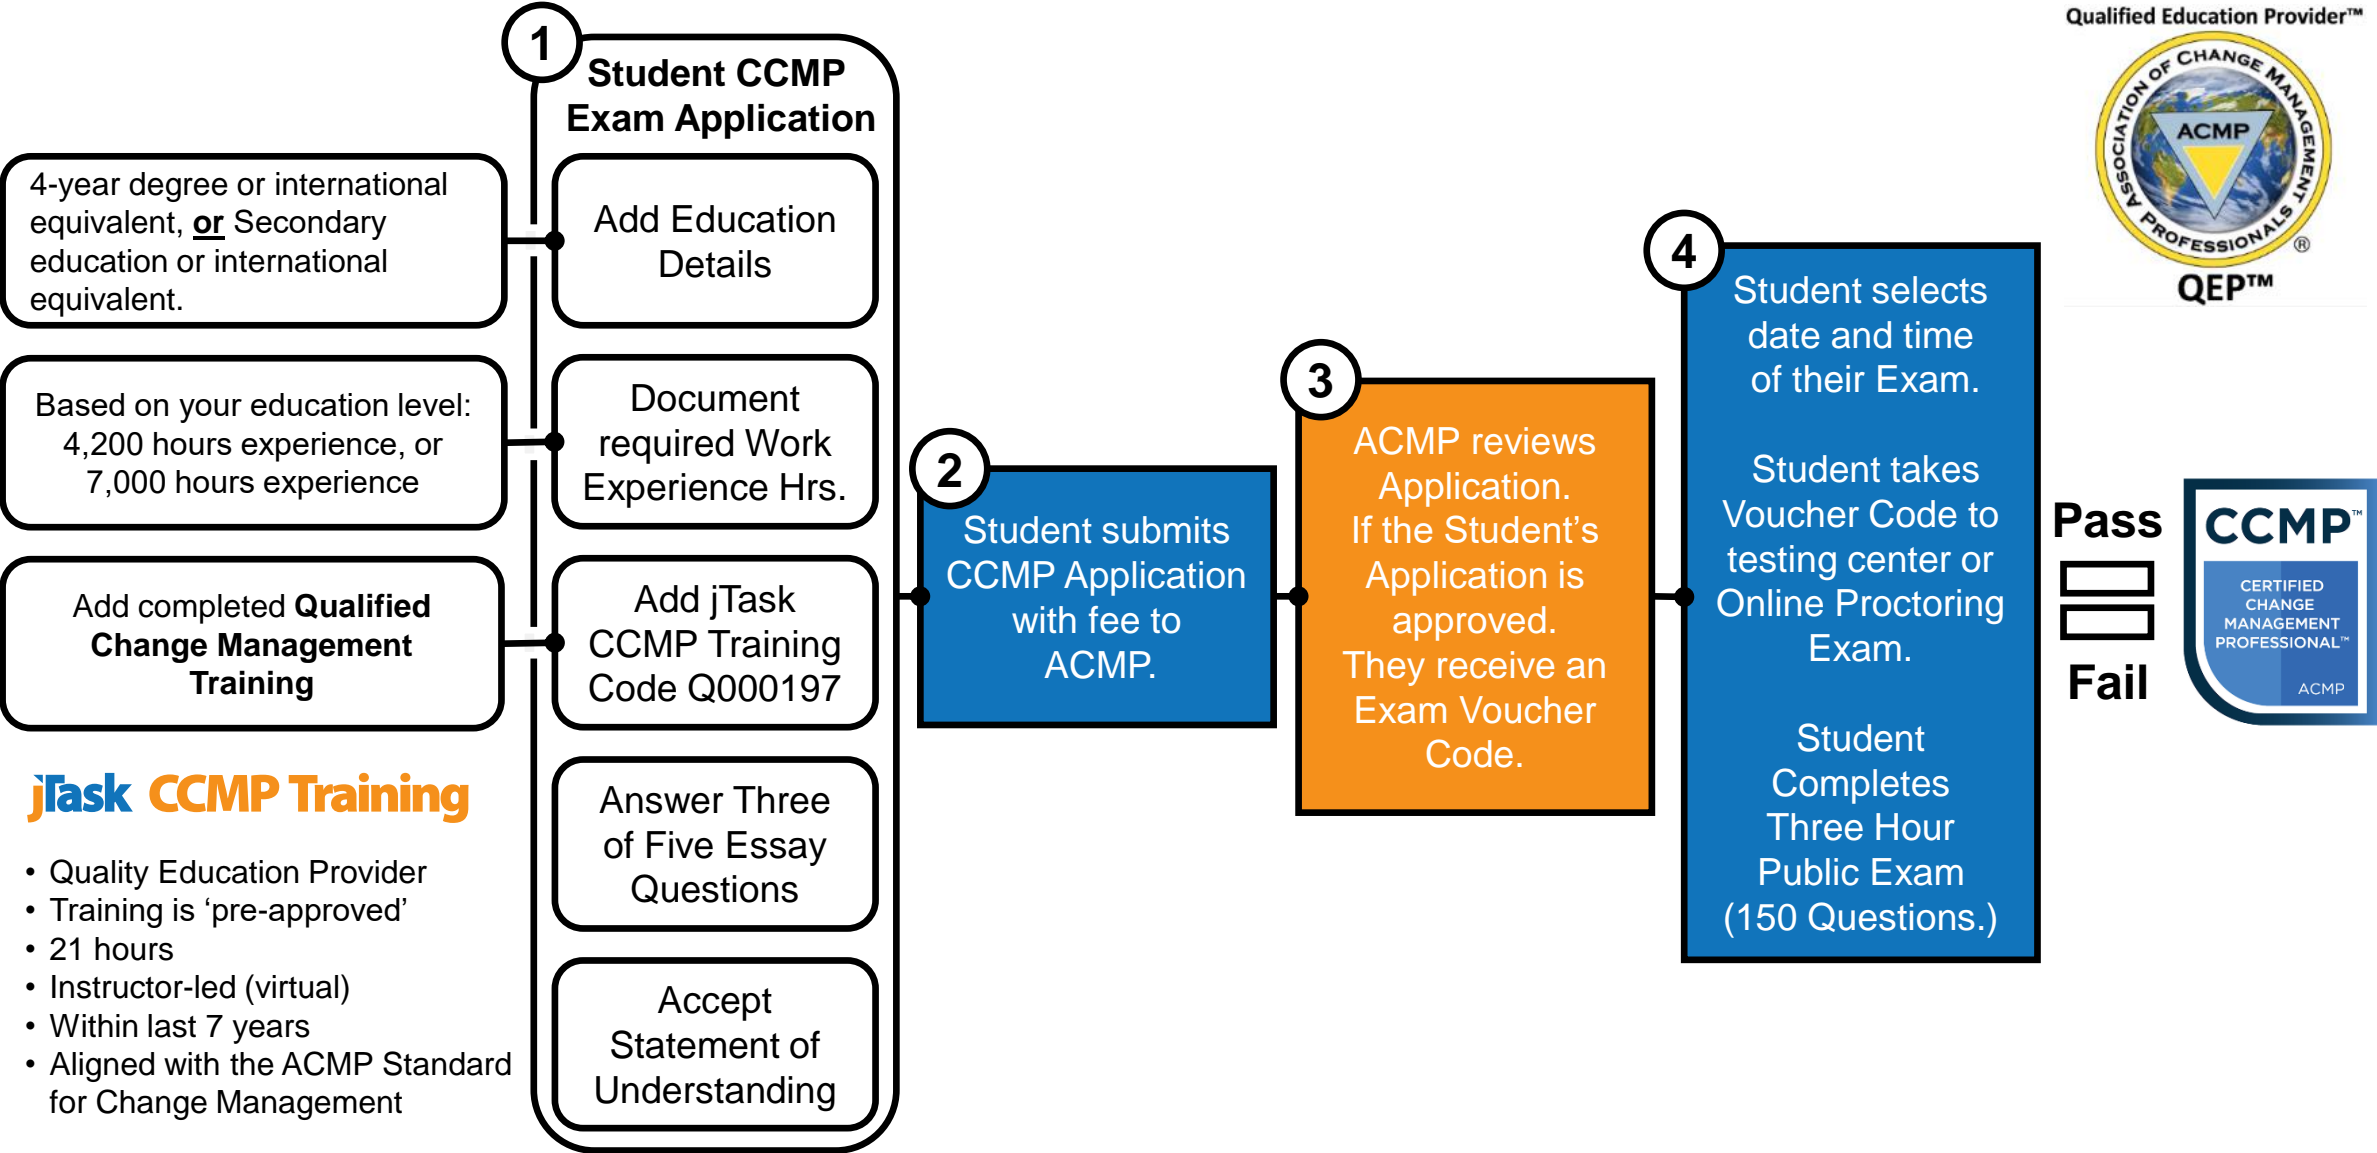 1
Student CCMP
Exam Application
4-year degree or international
equivalent, or Secondary
education or international
equivalent.
Add Education
Details
Based on your education level:
4,200 hours experience, or
7,000 hours experience
Document
required Work
Experience Hrs.
Add completed Qualified
Change Management
Training
Add jTask
CCMP Training
Code Q000197
Answer Three
of Five Essay
Questions
Accept
Statement of
Understanding
jTask CCMP Training
• Quality Education Provider
• Training is ‘pre-approved’
• 21 hours
• Instructor-led (virtual)
• Within last 7 years
• Aligned with the ACMP Standard
for Change Management
2
Student submits
CCMP Application
with fee to
ACMP.
3
ACMP reviews
Application.
If the Student’s
Application is
approved.
They receive an
Exam Voucher
Code.
4
Student selects
date and time
of their Exam.
Student takes
Voucher Code to
testing center or
Online Proctoring
Exam.
Student
Completes
Three Hour
Public Exam
(150 Questions.)
Qualified Education Provider™
ASSOCIATION OF CHANGE MANAGEMENT PROFESSIONALS
ACMP
®
QEP™
Pass
Fail
CCMP™
CERTIFIED
CHANGE
MANAGEMENT
PROFESSIONAL™
ACMP